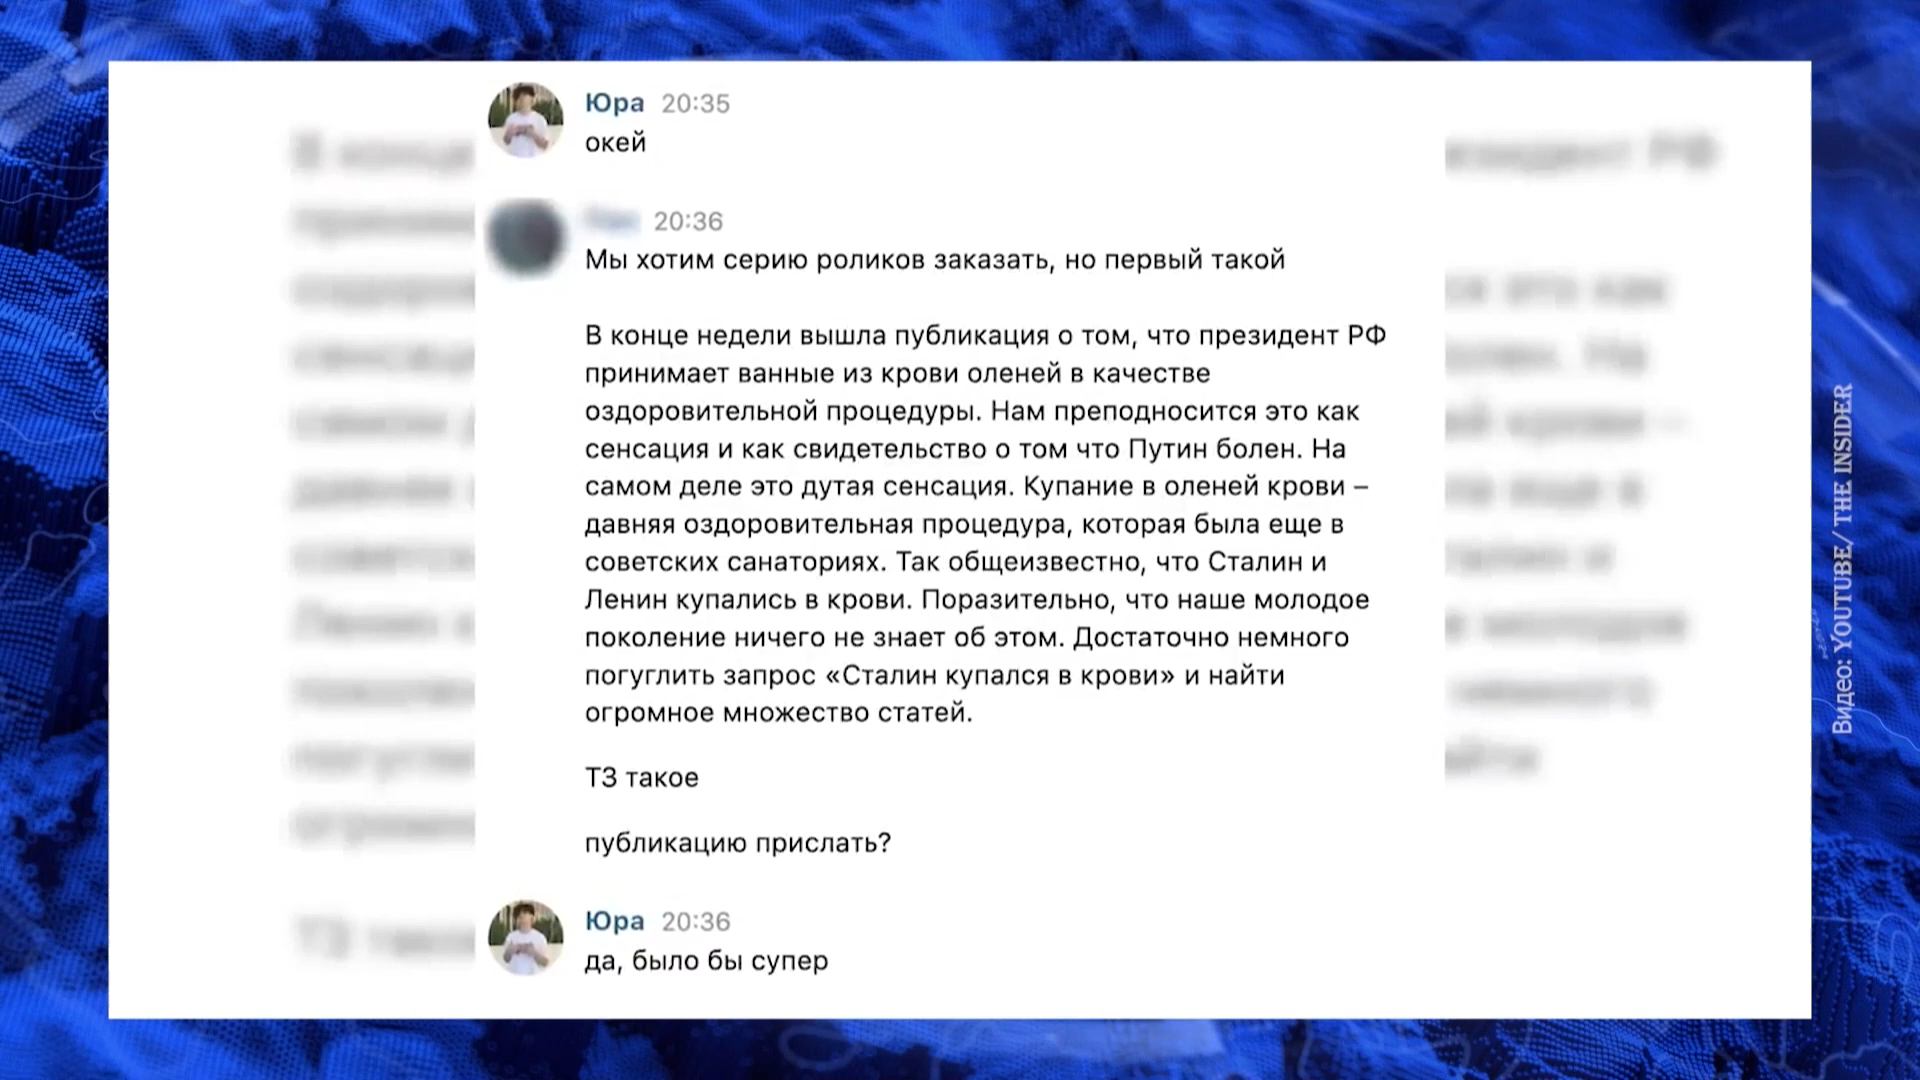 Юра 20:35
окей
20:36
Мы хотим серию роликов заказать, но первый такой
В конце недели вышла публикация о том, что президент РФ
принимает ванные из крови оленей в качестве
оздоровительной процедуры. Нам преподносится это как
сенсация и как свидетельство о том что Путин болен. На
самом деле это дутая сенсация. Купание в оленей крови –
давняя оздоровительная процедура, которая была еще в
советских санаториях. Так общеизвестно, что Сталин и
Ленин купались в крови. Поразительно, что наше молодое
поколение ничего не знает об этом. Достаточно немного
погуглить запрос «Сталин купался в крови» и найти
огромное множество статей.
ТЗ такое
публикацию прислать?
Юра 20:36
да, было бы супер
Видео: YOUTUBE/ THE INSIDER